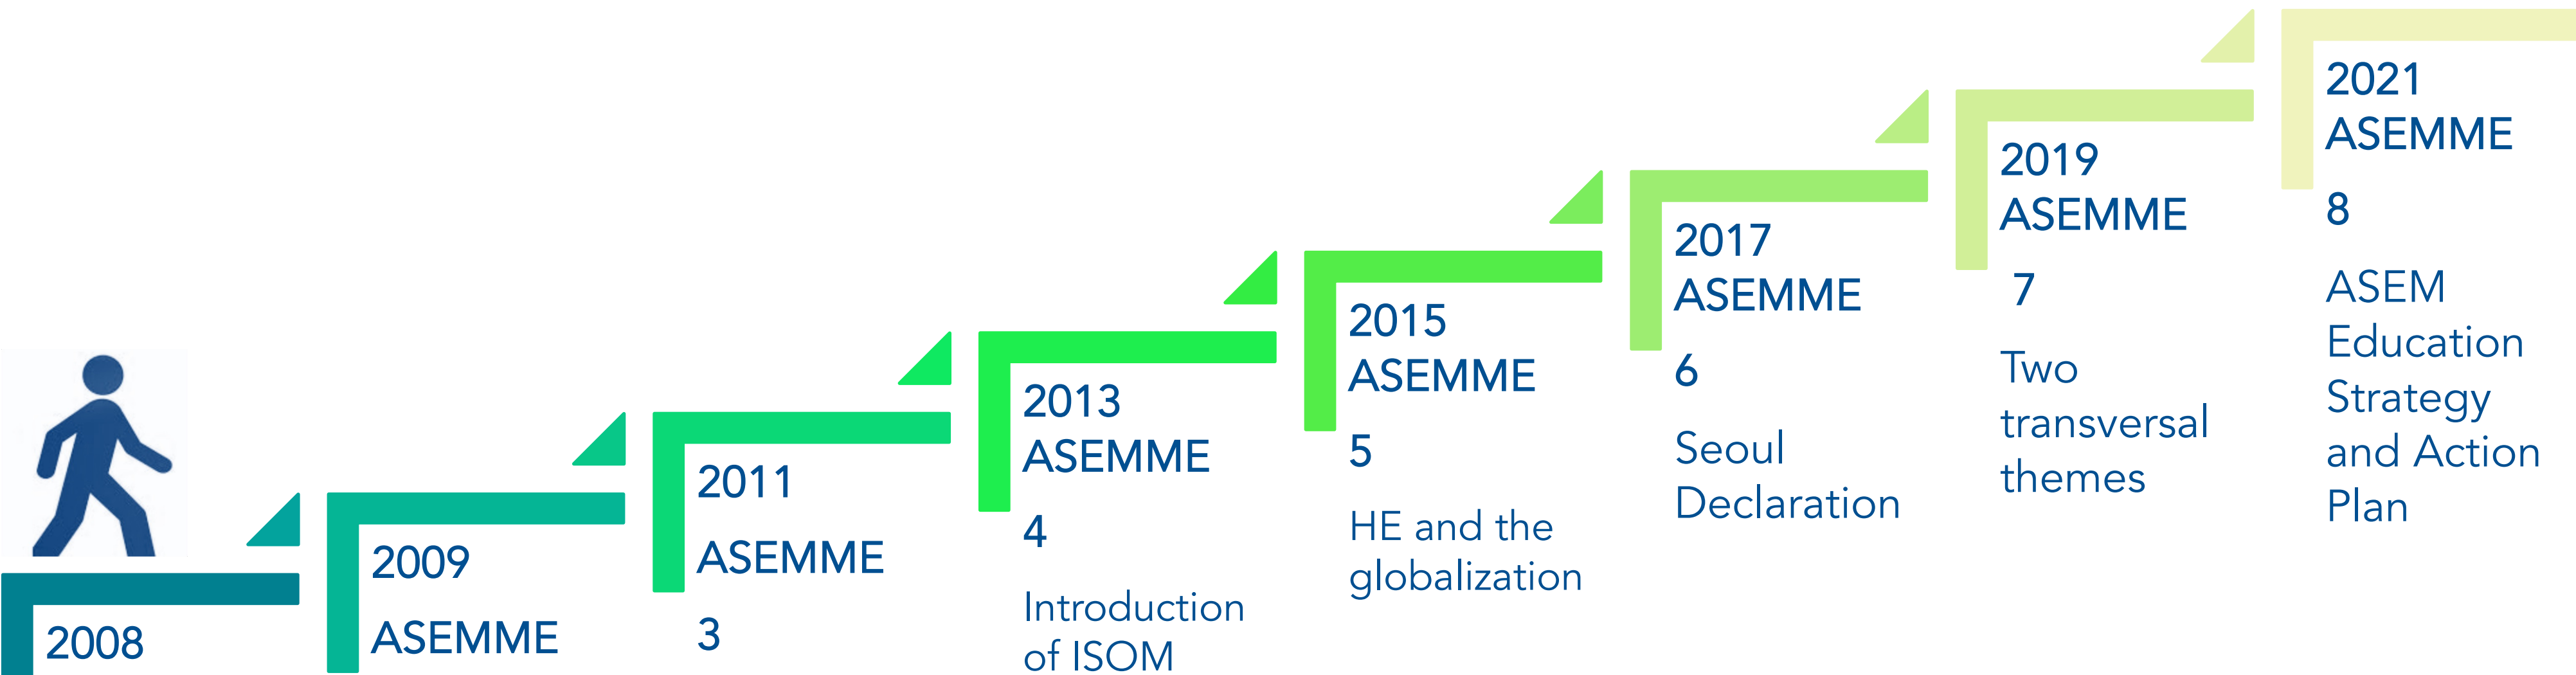 2008
2009
ASEMME
2011
ASEMME
3
2013
ASEMME
4
Introduction
of ISOM
2015
ASEMME
5
HE and the
globalization
2017
ASEMME
6
Seoul
Declaration
2019
ASEMME
7
Two
transversal
themes
2021
ASEMME
8
ASEM
Education
Strategy
and Action
Plan